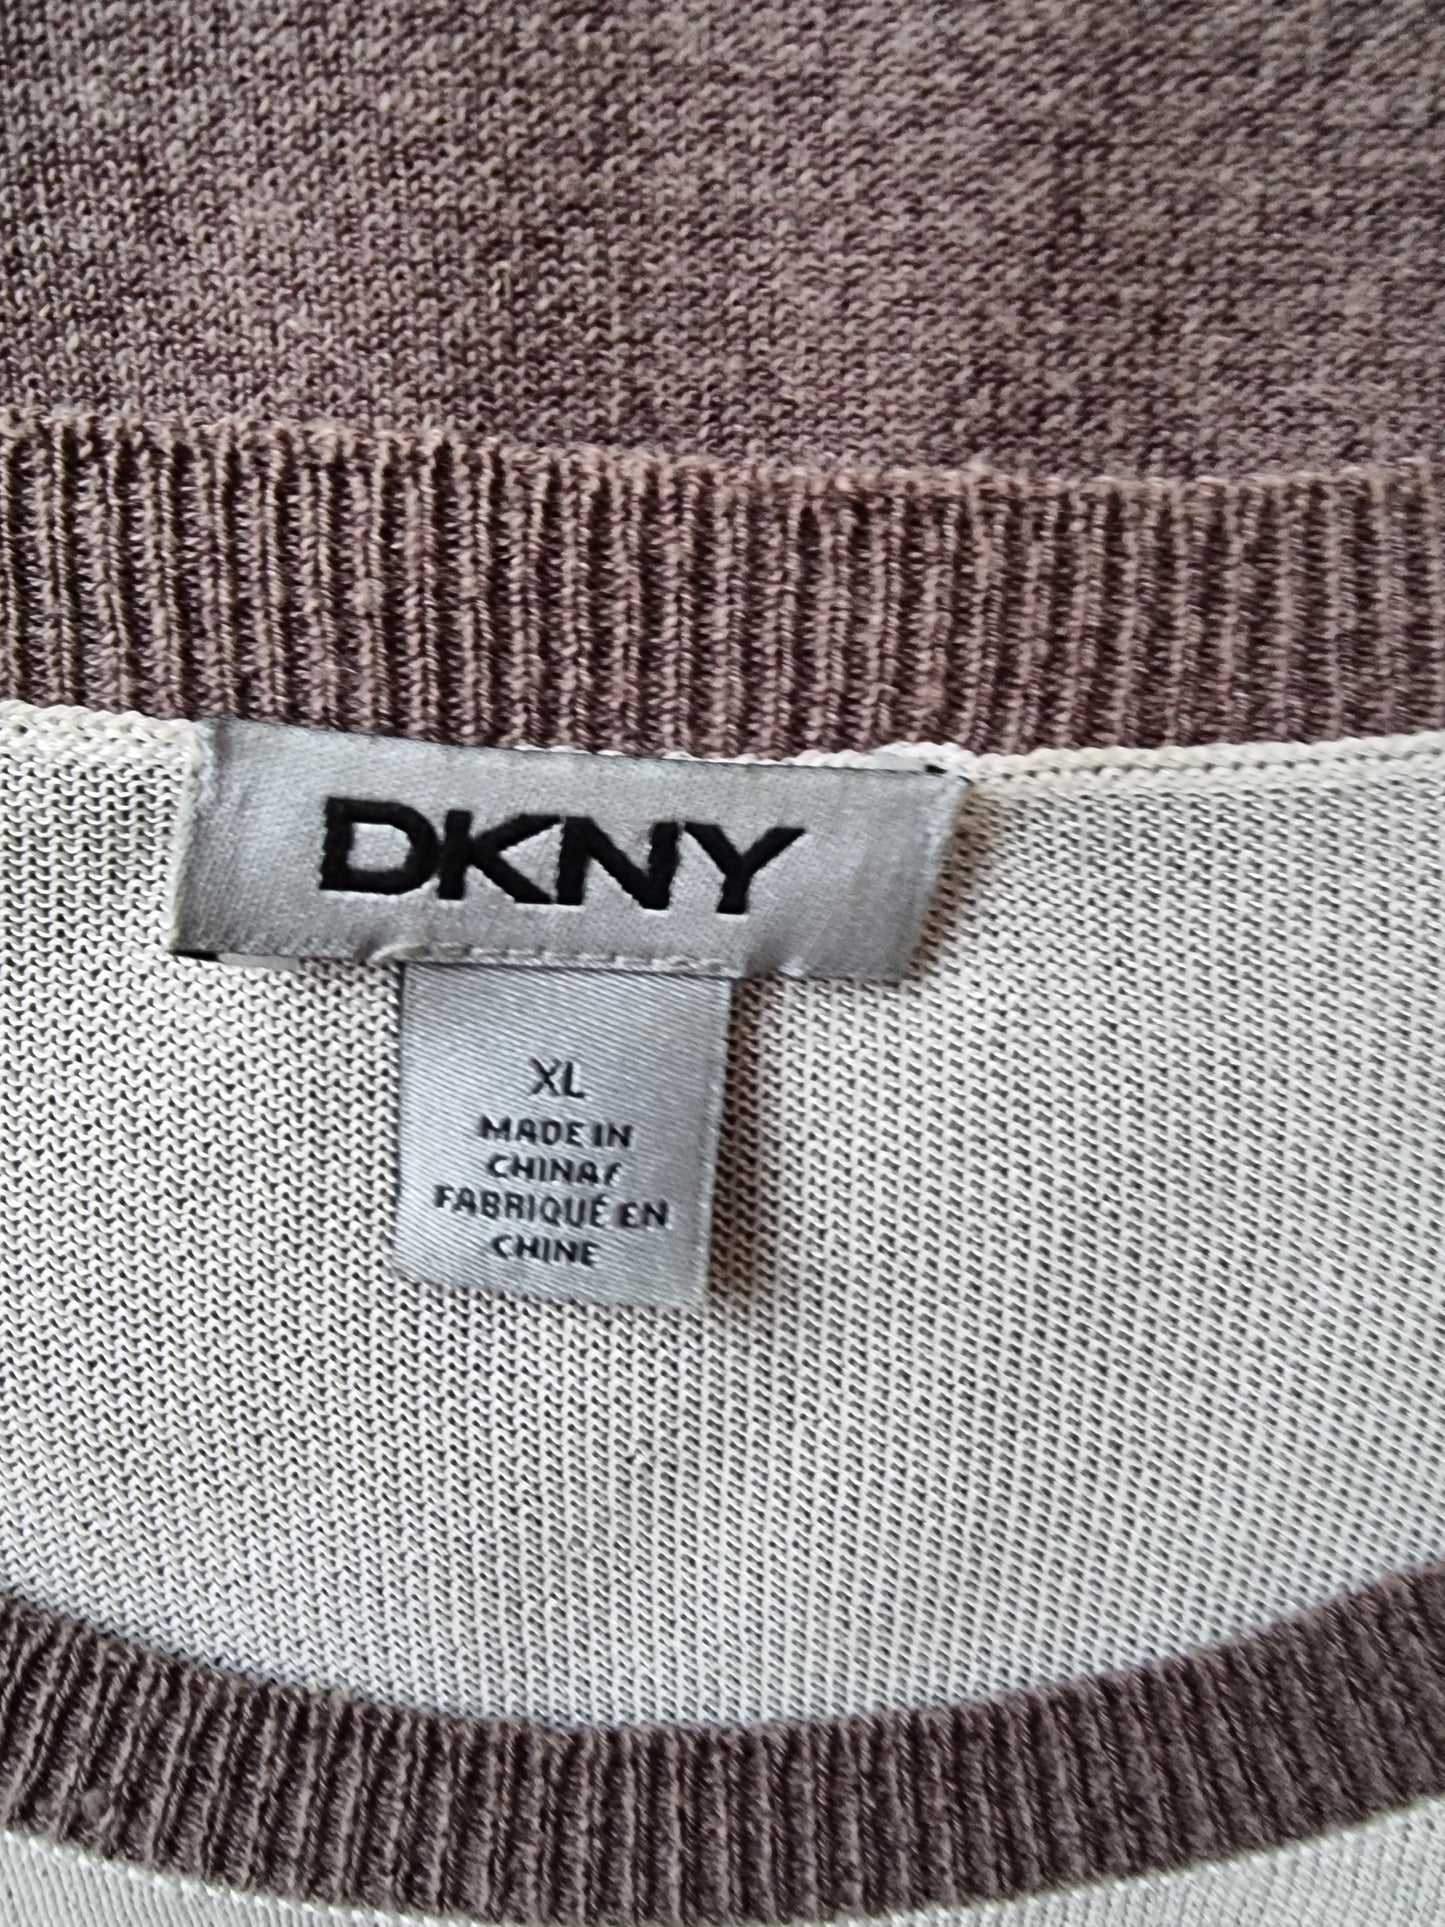 DKNY
XL
MADE IN
CHINA/
FABRIQUÉ EN
CHINE